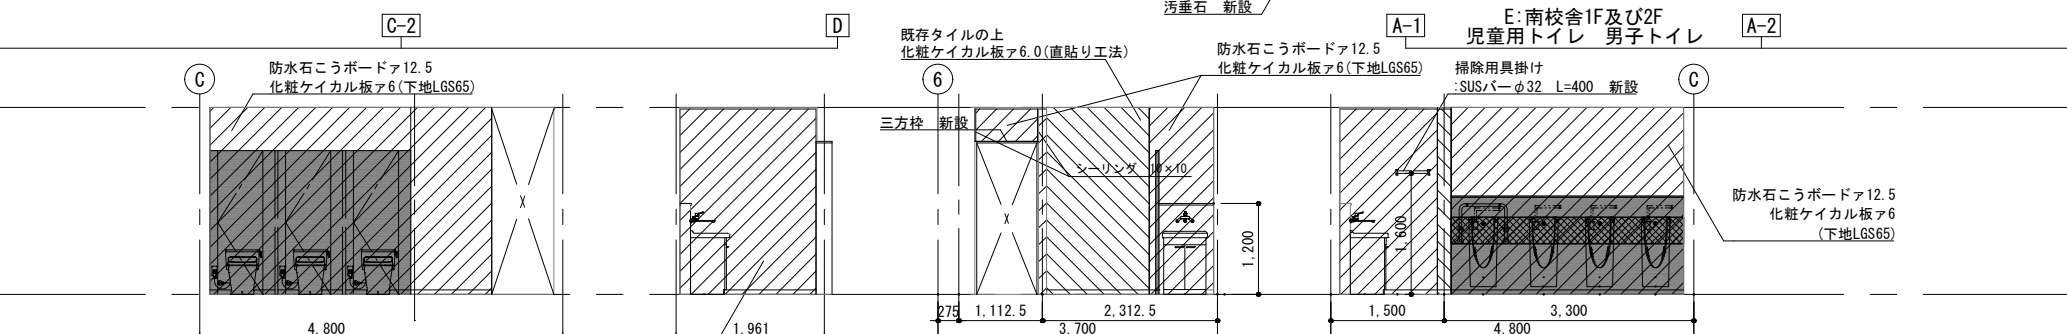 汚垂石 新設
C-2
D
A-1
E:南校舎1F及び2F
児童用トイレ 男子トイレ
A-2
既存タイルの上
化粧ケイカル板ァ6.0(直貼り工法)
防水石こうボードァ12.5
化粧ケイカル板ァ6(下地LGS65)
防水石こうボードァ12.5
化粧ケイカル板ァ6(下地LGS65)
掃除用具掛け
:SUSバーφ32 L=400 新設
C
6
C
三方枠 新設
シーリング 10×10
防水石こうボードァ12.5
化粧ケイカル板ァ6
(下地LGS65)
X
X
1,200
1,600
275
1,112.5
2,312.5
1,500
3,300
4,800
1,961
3,700
4,800